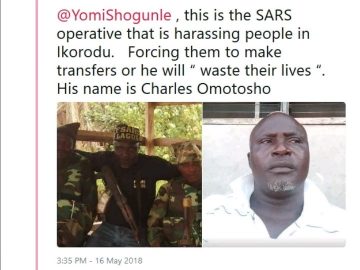 @YomiShogunle , this is the SARS
operative that is harassing people in
Ikorodu. Forcing them to make
transfers or he will “ waste their lives “.
His name is Charles Omotosho
3:35 PM - 16 May 2018